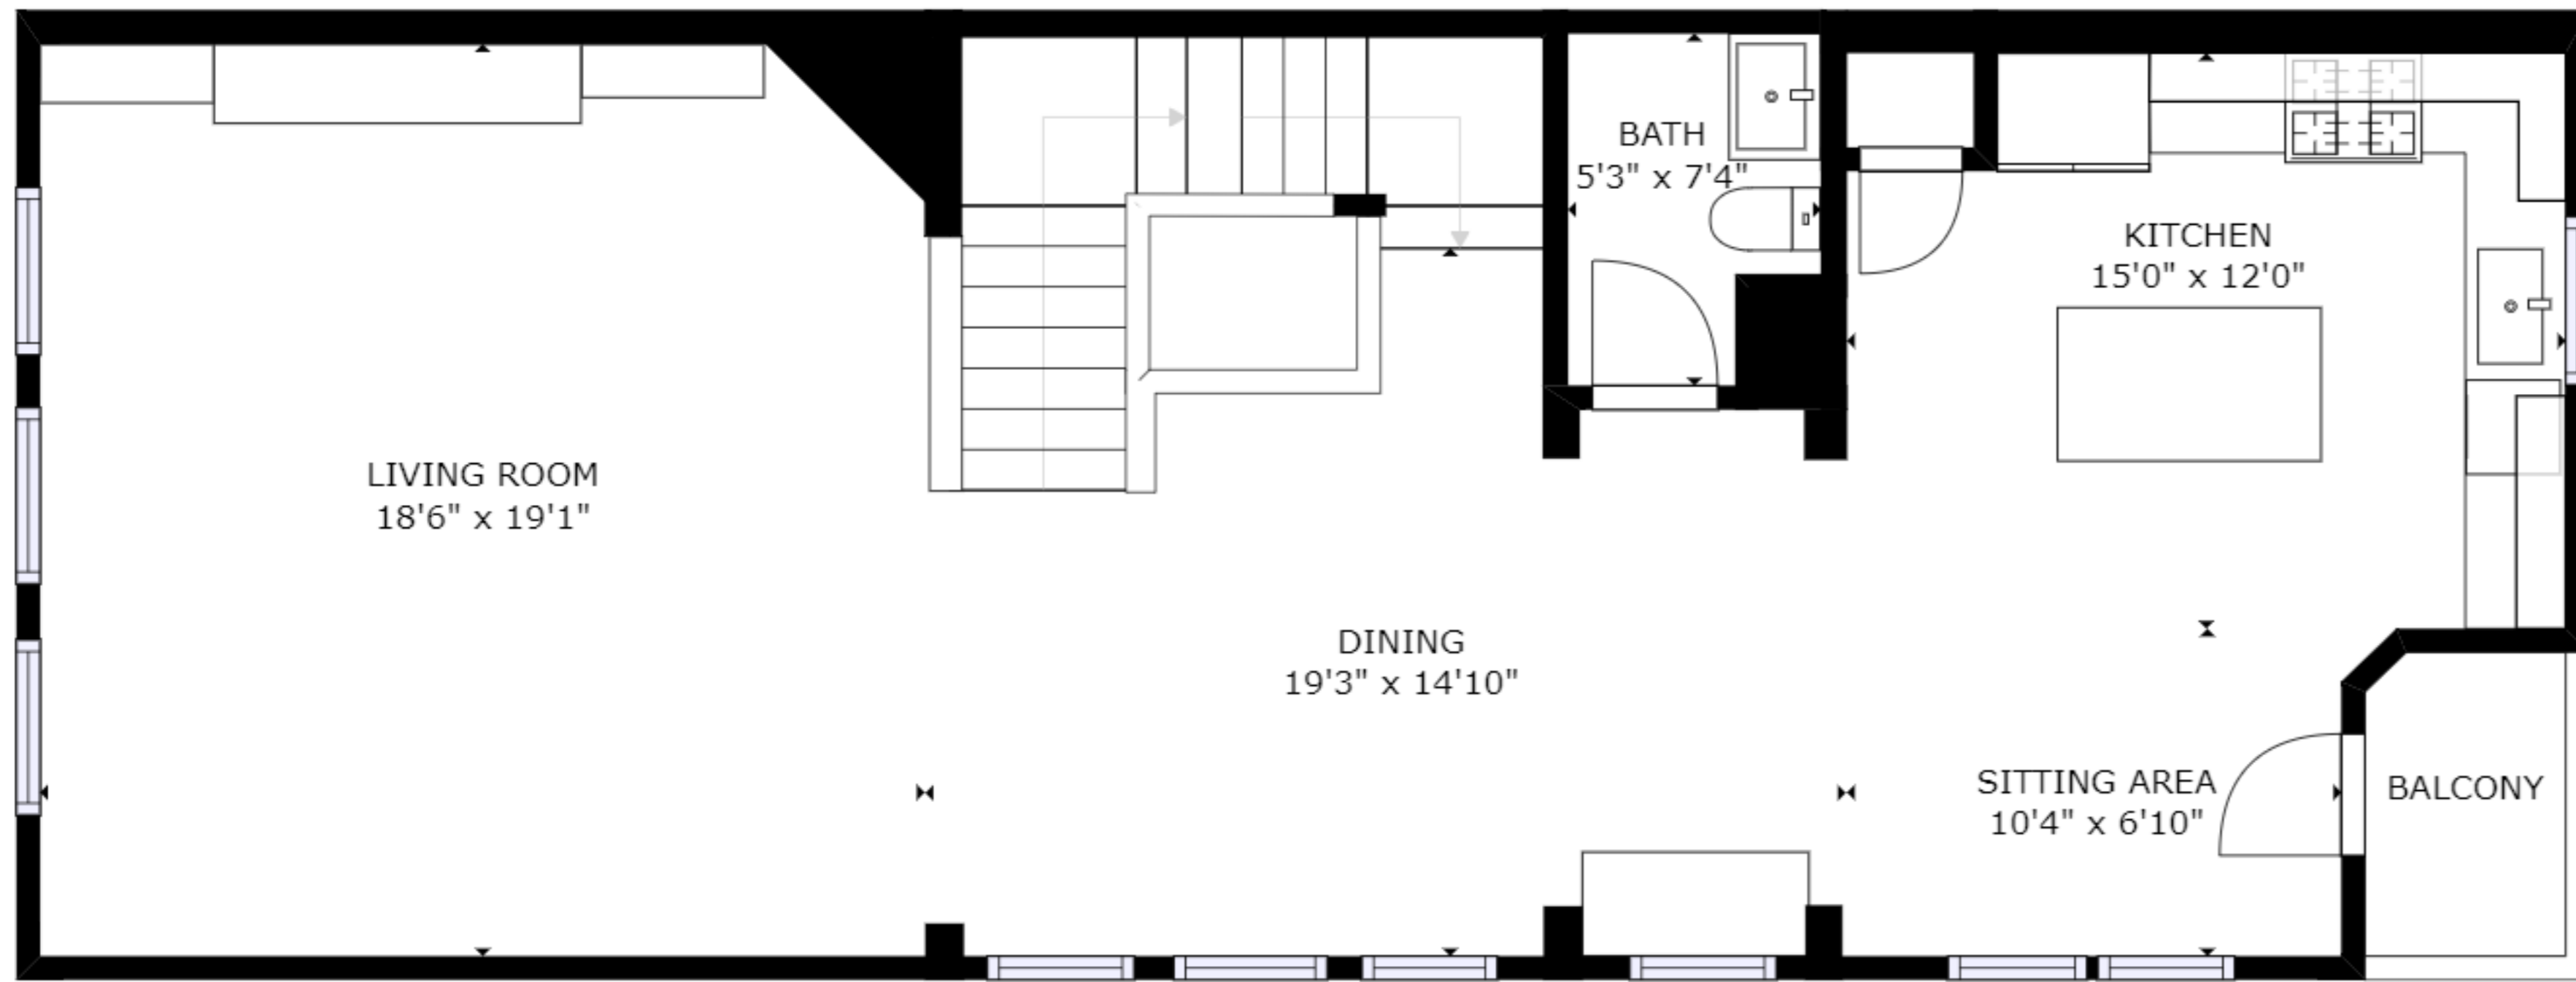 BATH
5'3" x 7'4"
KITCHEN
15'0" x 12'0"
LIVING ROOM
18'6" x 19'1"
DINING
19'3" x 14'10"
SITTING AREA
10'4" x 6'10"
BALCONY